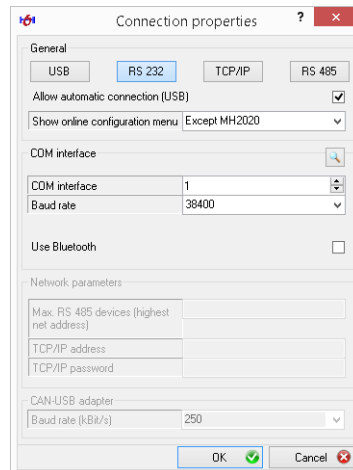 Connection properties ? ×
General
USB RS 232 TCP/IP RS 485
Allow automatic connection (USB)
Show online configuration menu Except MH2020
COM interface
COM interface 1
Baud rate 38400
Use Bluetooth
Network parameters
Max. RS 485 devices (highest
net address)
TCP/IP address
TCP/IP password
CAN-USB adapter
Baud rate (kBit/s) 250
OK Cancel